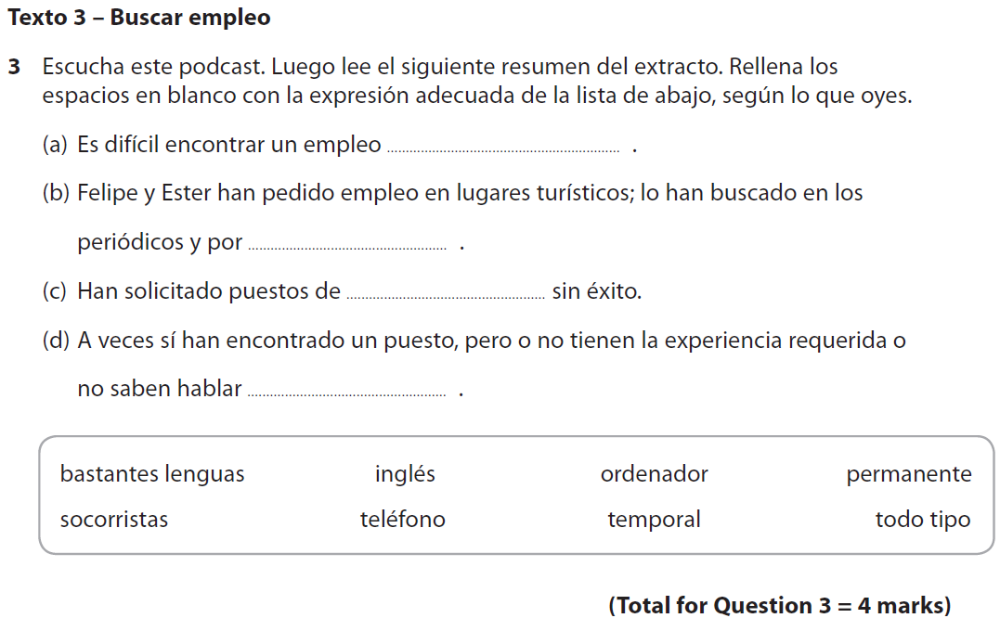 Texto 3 – Buscar empleo
3 Escucha este podcast. Luego lee el siguiente resumen del extracto. Rellena los
espacios en blanco con la expresión adecuada de la lista de abajo, según lo que oyes.
(a) Es difícil encontrar un empleo .................................................................. .
(b) Felipe y Ester han pedido empleo en lugares turísticos; lo han buscado en los
periódicos y por ........................................................ .
(c) Han solicitado puestos de ........................................................ sin éxito.
(d) A veces sí han encontrado un puesto, pero o no tienen la experiencia requerida o
no saben hablar ........................................................ .
bastantes lenguas inglés ordenador permanente
socorristas teléfono temporal todo tipo
(Total for Question 3 = 4 marks)